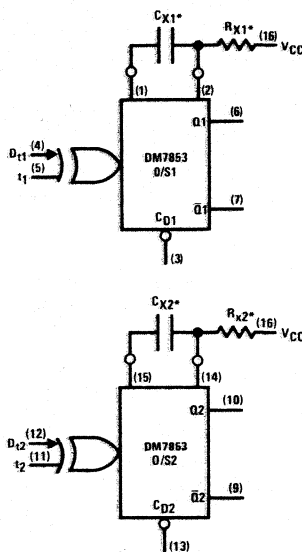 CX1*
RX1*
(16)
VCC
(1)
(2)
Q1
(6)
Dt1
(4)
(5)
t1
DM7853
O/S1
Q̅1
(7)
CD1
(3)
CX2*
RX2*
(16)
VCC
(15)
(14)
Q2
(10)
Dt2
(12)
(11)
t2
DM7853
O/S2
Q̅2
(9)
CD2
(13)